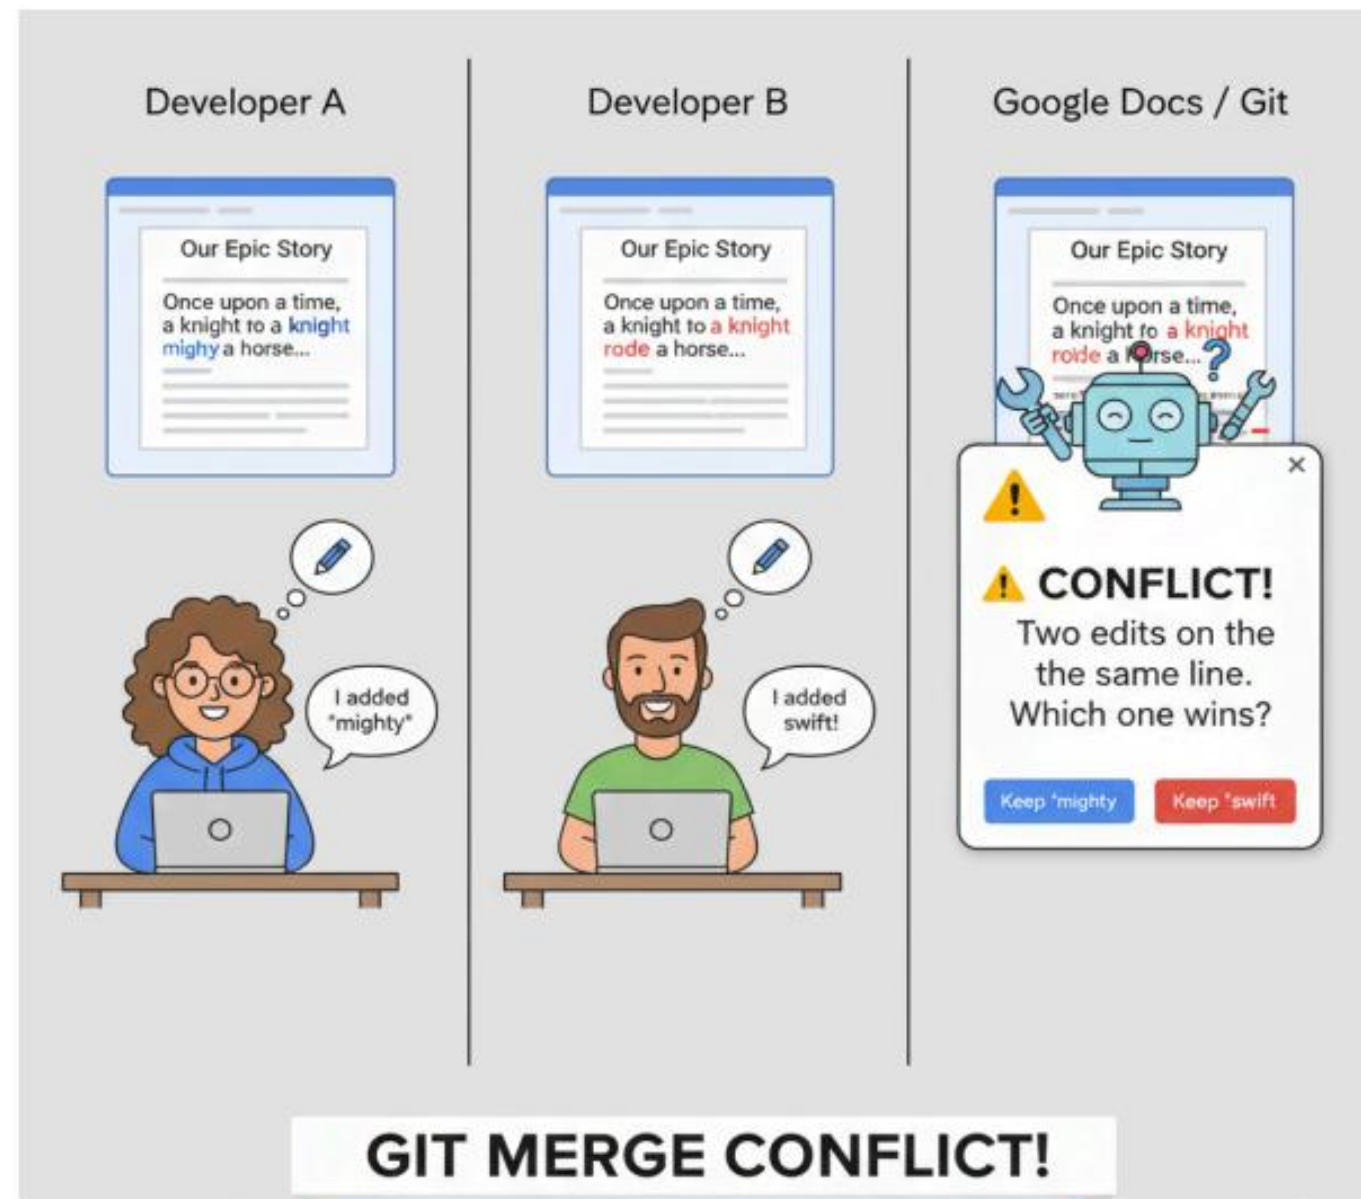 Developer A
Our Epic Story
Once upon a time,
a knight to a knight
mighy a horse...
I added
"mighty"
Developer B
Our Epic Story
Once upon a time,
a knight to a knight
rode a horse...
I added
swift!
Google Docs / Git
Our Epic Story
Once upon a time,
a knight ro a knight
roide a horse...
?
CONFLICT!
Two edits on the
the same line.
Which one wins?
Keep "mighty
Keep "swift
GIT MERGE CONFLICT!